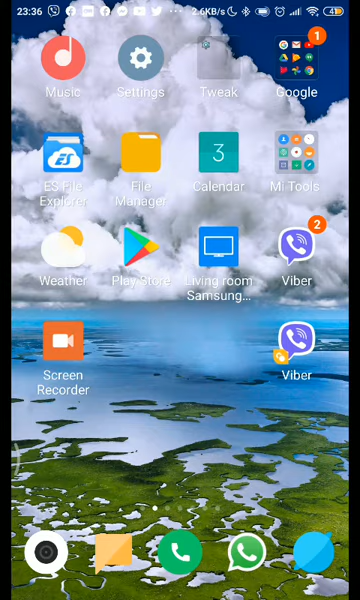 23:36
2.6KB/s
41
1
Music
Settings
Tweak
Google
3
ES File
Explorer
File
Manager
Calendar
Mi Tools
2
Weather
Play Store
Living room
Samsung...
Viber
Screen
Recorder
Viber